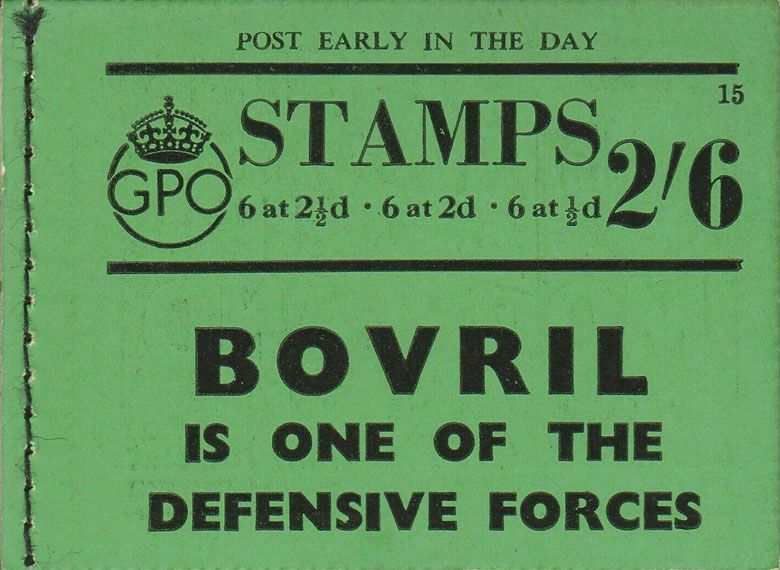 POST EARLY IN THE DAY
15
STAMPS
GPO
6 at 2½d · 6 at 2d · 6 at ½d
2/6
BOVRIL
IS ONE OF THE
DEFENSIVE FORCES